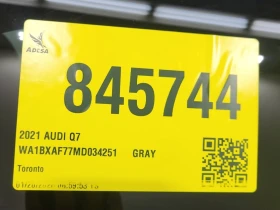 ADESA
845744
2021 AUDI Q7
WA1BXAF77MD034251 GRAY
Toronto